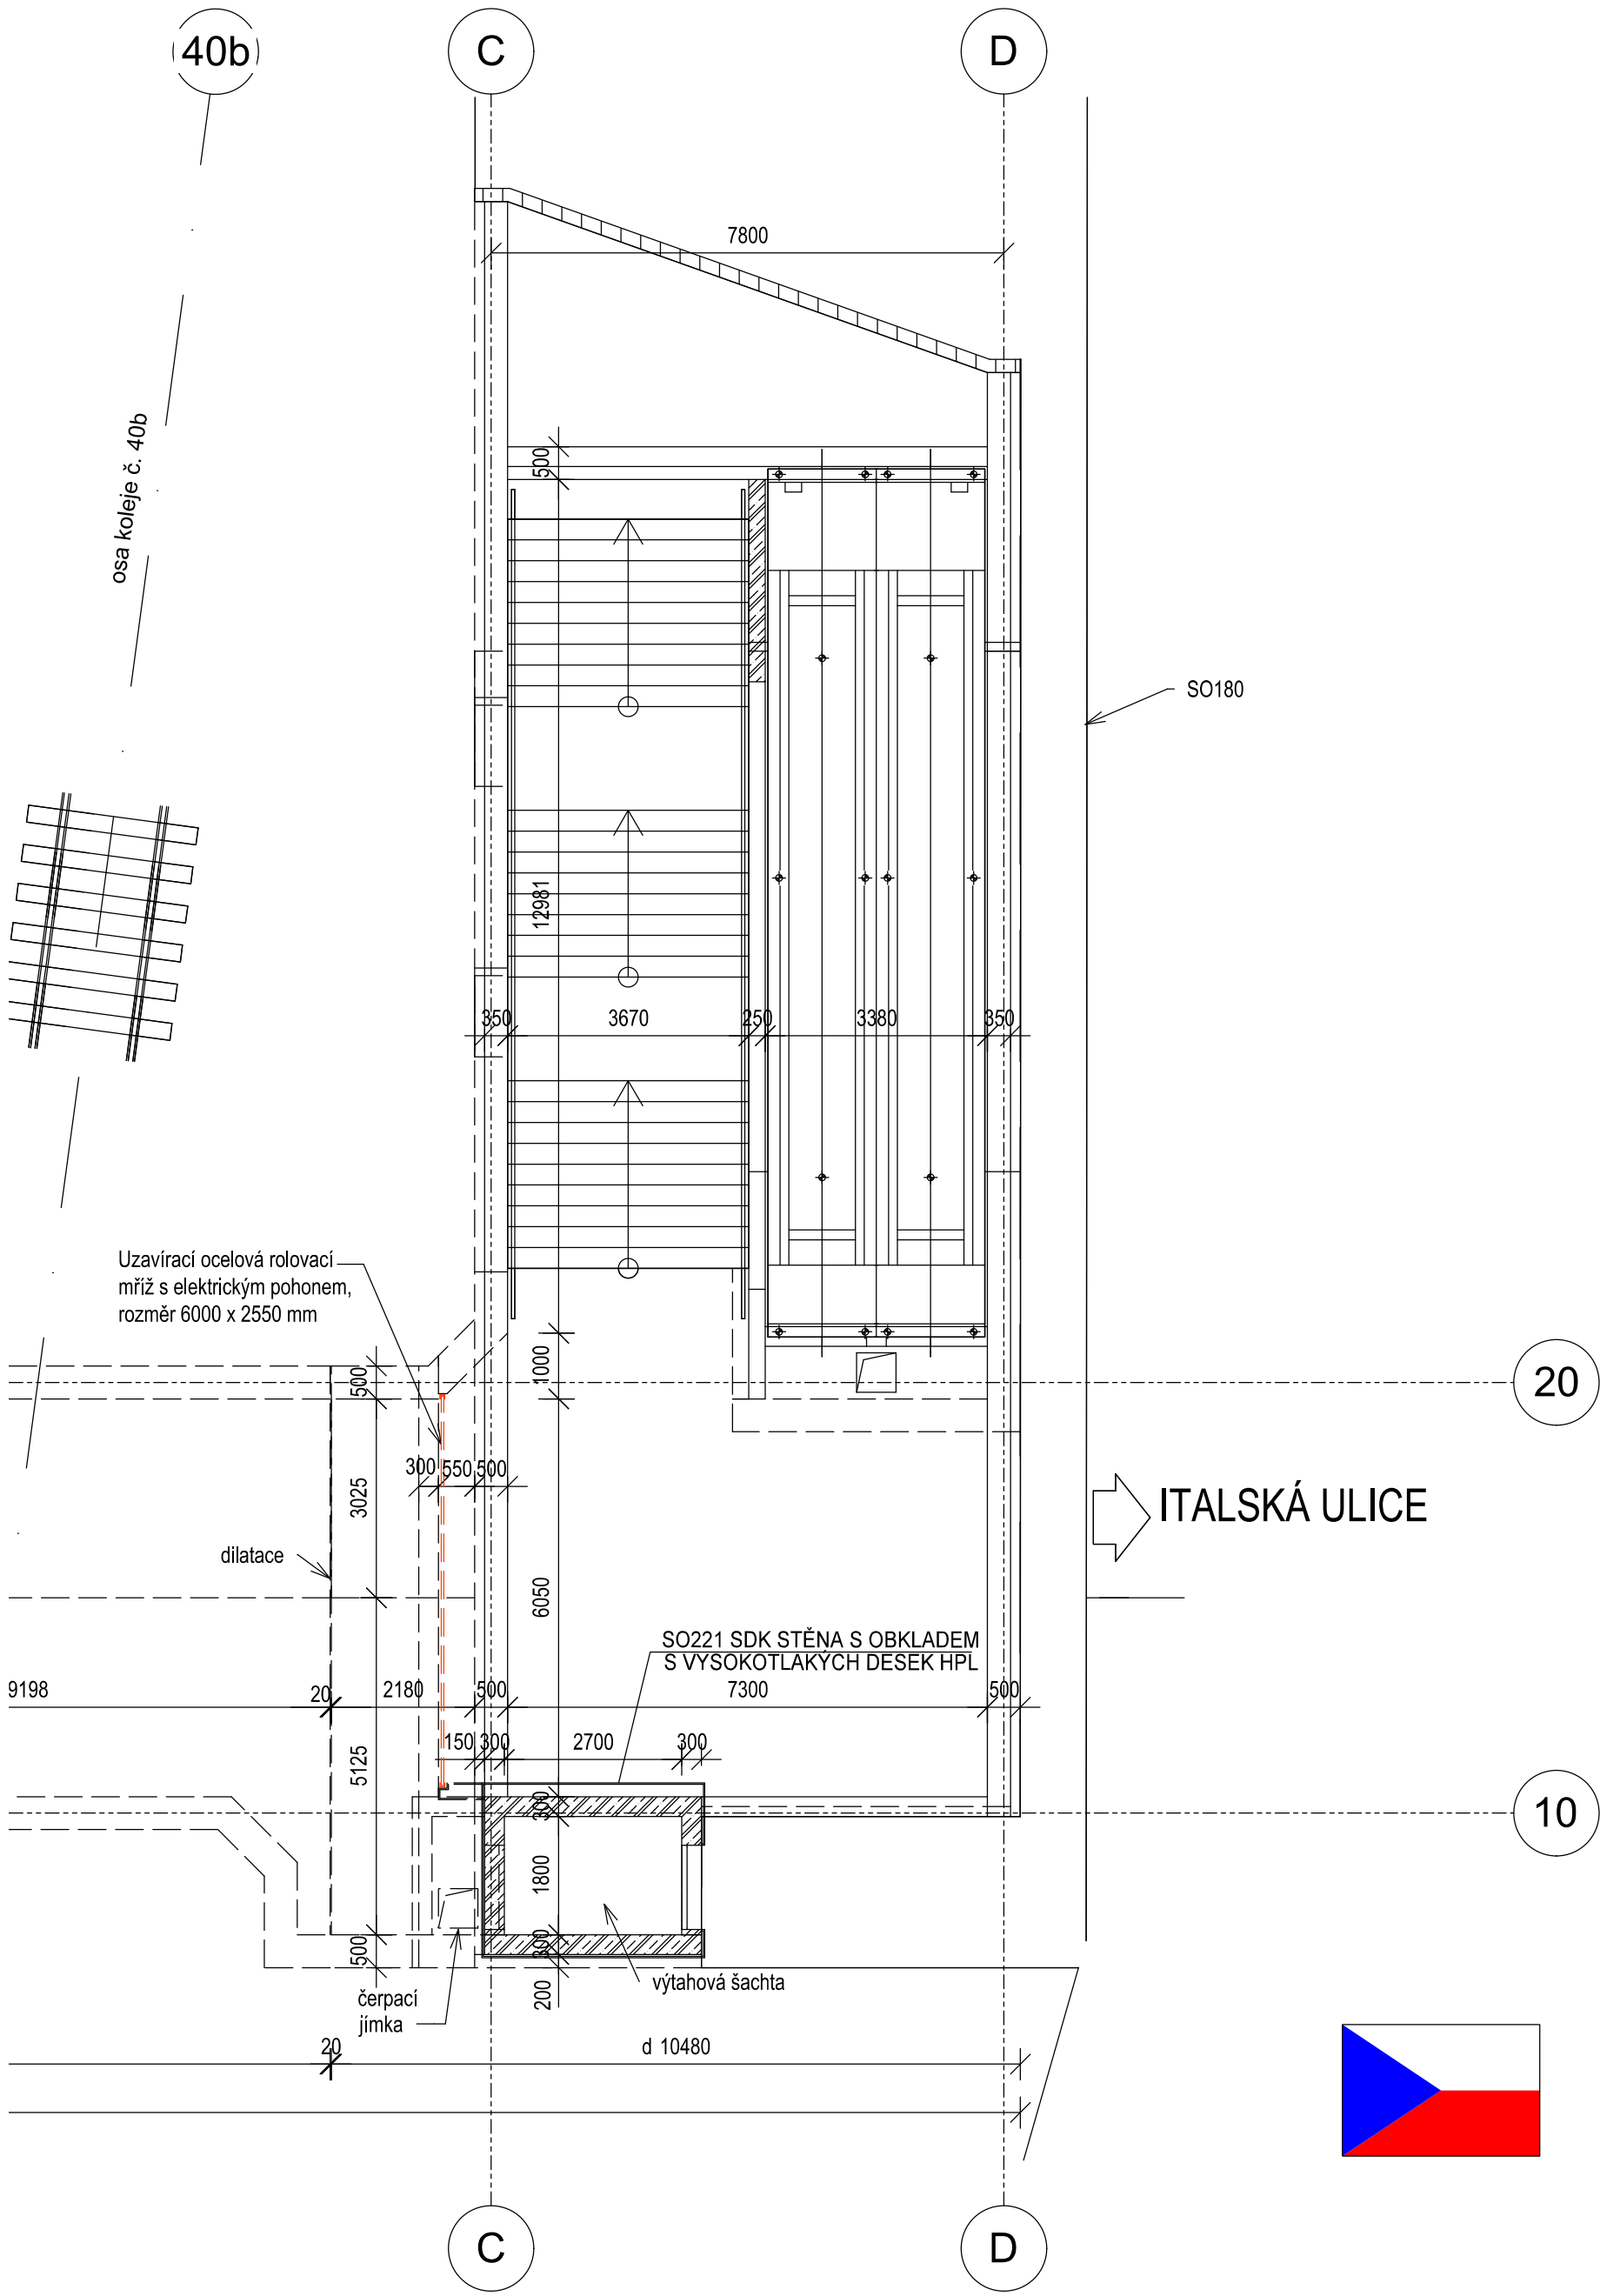 40b
C
D
7800
osa koleje č. 40b
500
SO180
12981
350
3670
250
3380
350
Uzavírací ocelová rolovací
mříž s elektrickým pohonem,
rozměr 6000 x 2550 mm
500
1000
20
300
550
500
3025
ITALSKÁ ULICE
dilatace
6050
SO221 SDK STĚNA S OBKLADEM
S VYSOKOTLAKÝCH DESEK HPL
9198
20
2180
500
7300
500
150
300
2700
300
5125
300
10
1800
500
300
200
výtahová šachta
čerpací
jímka
20
d 10480
C
D